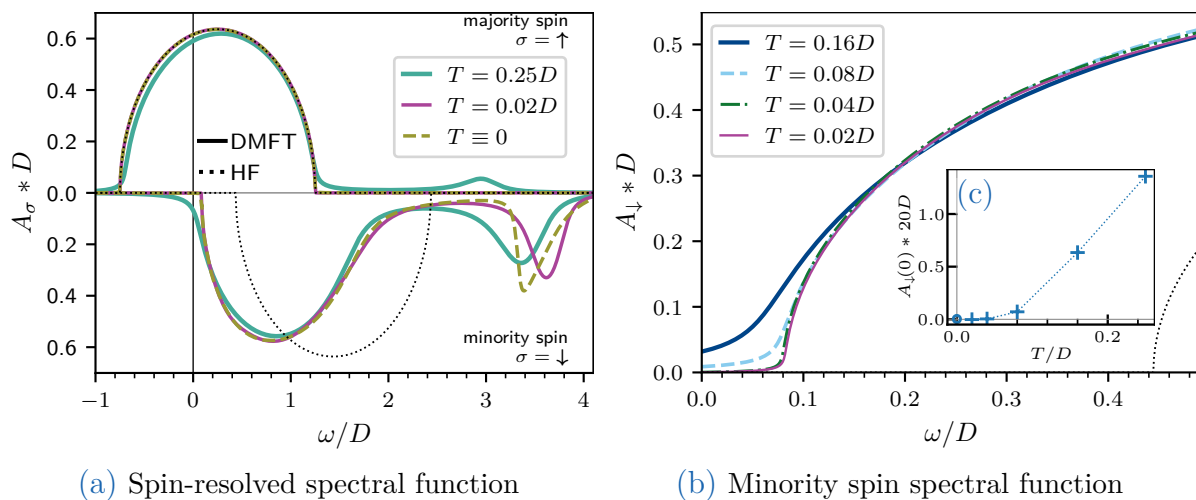 majority spin
σ = ↑
T = 0.25D
T = 0.02D
T ≡ 0
DMFT
HF
minority spin
σ = ↓
A_σ * D
0.6
0.4
0.2
0.0
0.2
0.4
0.6
−1
0
1
2
3
4
ω/D
(a) Spin-resolved spectral function
T = 0.16D
T = 0.08D
T = 0.04D
T = 0.02D
A_↓ * D
0.5
0.4
0.3
0.2
0.1
0.0
0.0
0.1
0.2
0.3
0.4
ω/D
(c)
A_↓(0) * 20D
1.0
0.5
0.0
0.0
0.2
T/D
(b) Minority spin spectral function